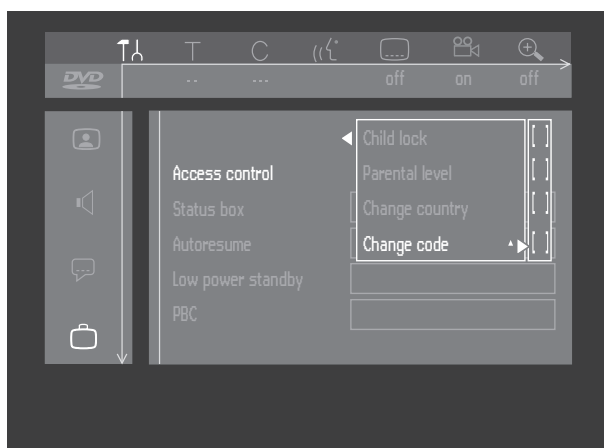 T C
DVD -- --- off on off
Child lock [ ]
Access control Parental level [ ]
Status box Change country [ ]
Autoresume Change code [ ]
Low power standby
PBC